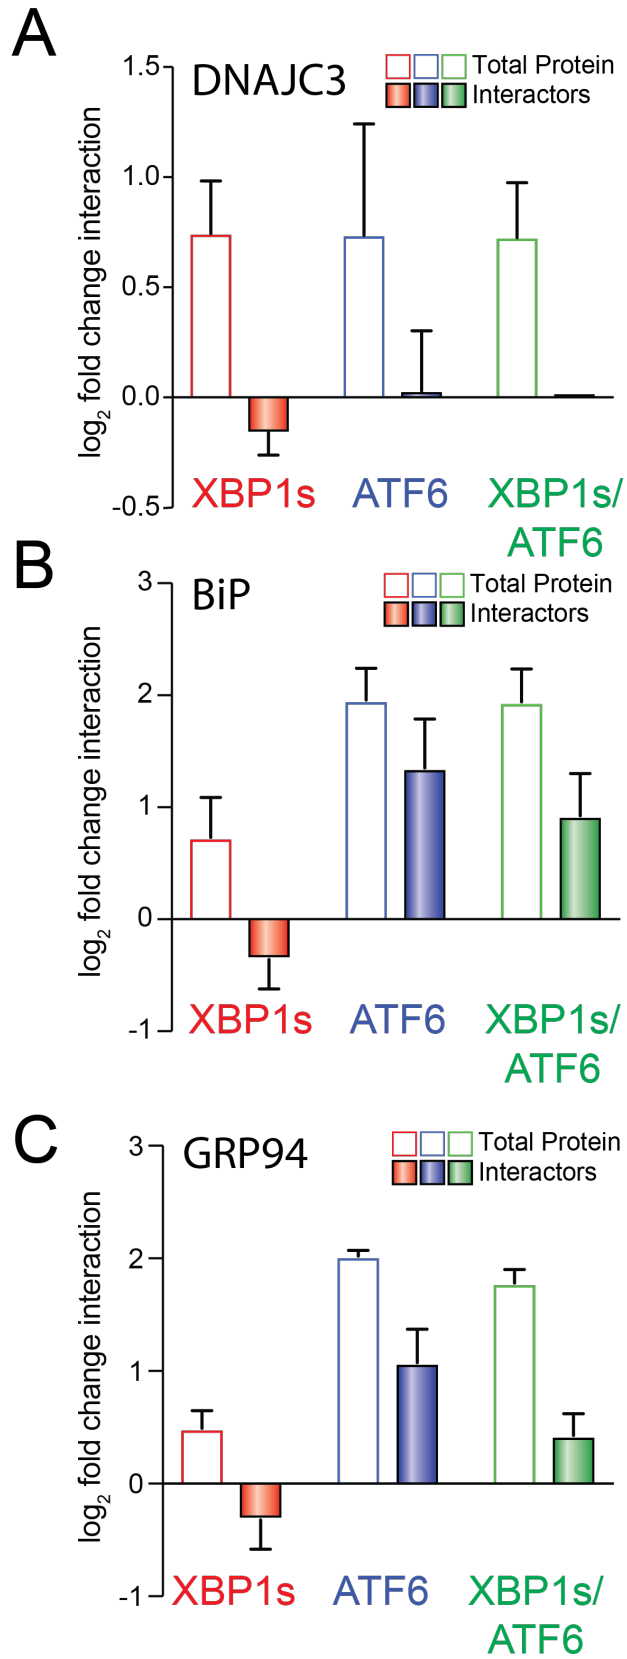 A
DNAJC3
Total Protein
Interactors
log2 fold change interaction
1.5
1.0
0.5
0.0
-0.5
XBP1s
ATF6
XBP1s/
ATF6
B
BiP
Total Protein
Interactors
log2 fold change interaction
3
2
1
0
-1
XBP1s
ATF6
XBP1s/
ATF6
C
GRP94
Total Protein
Interactors
log2 fold change interaction
3
2
1
0
-1
XBP1s
ATF6
XBP1s/
ATF6